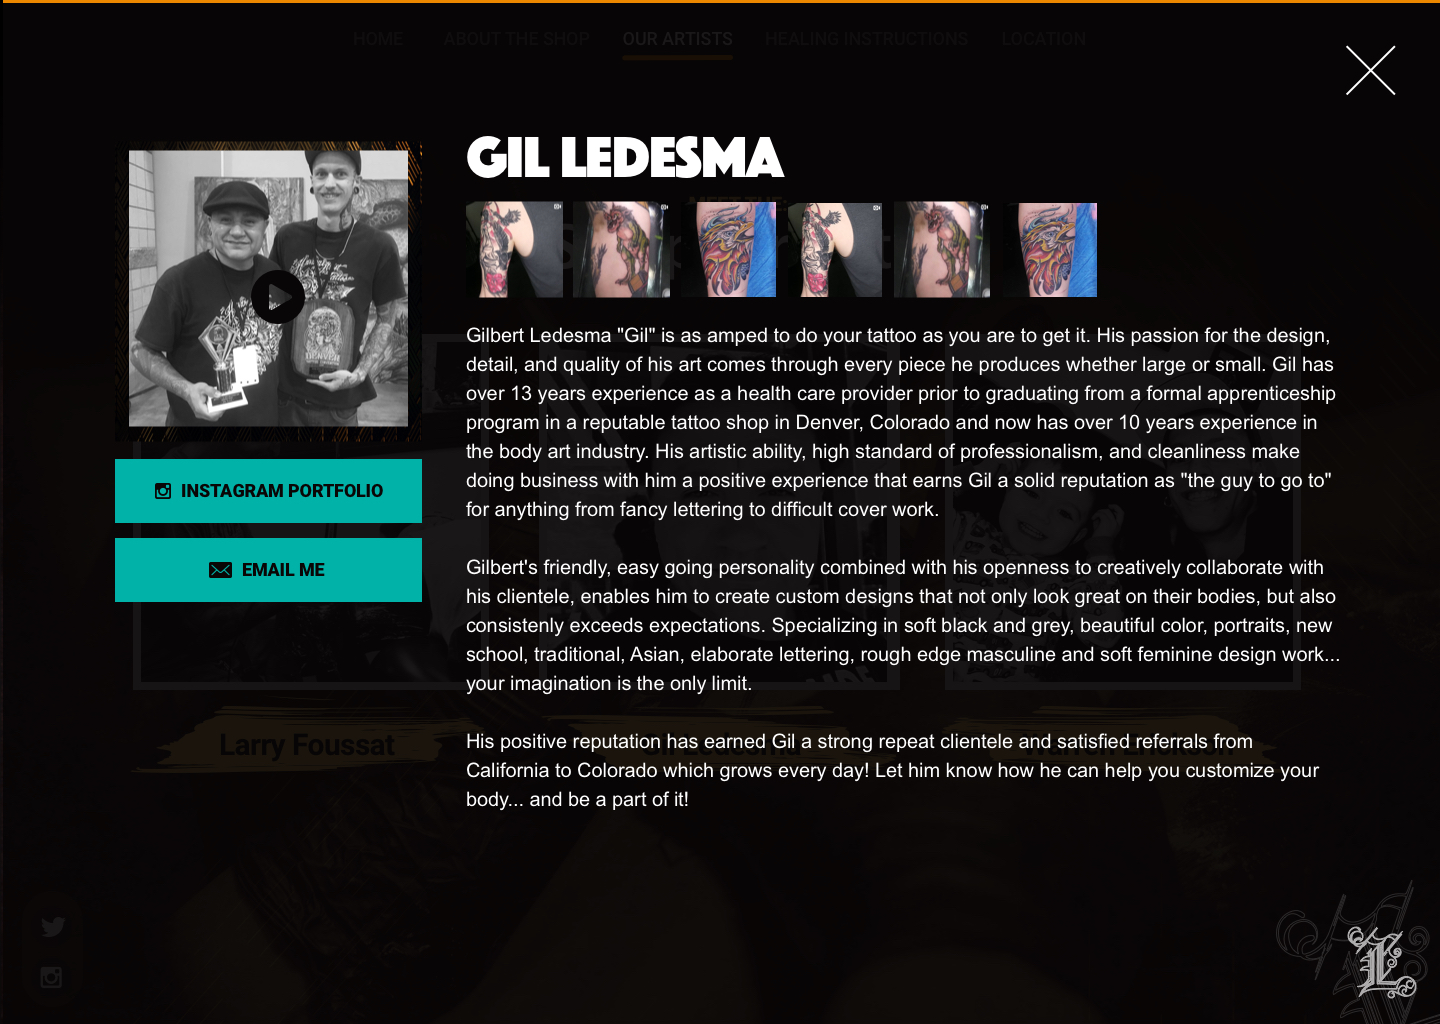 HOME ABOUT THE SHOP OUR ARTISTS HEALING INSTRUCTIONS LOCATION
GIL LEDESMA
MEET THE
Gilbert Ledesma "Gil" is as amped to do your tattoo as you are to get it. His passion for the design,
detail, and quality of his art comes through every piece he produces whether large or small. Gil has
over 13 years experience as a health care provider prior to graduating from a formal apprenticeship
program in a reputable tattoo shop in Denver, Colorado and now has over 10 years experience in
the body art industry. His artistic ability, high standard of professionalism, and cleanliness make
doing business with him a positive experience that earns Gil a solid reputation as "the guy to go to"
for anything from fancy lettering to difficult cover work.
INSTAGRAM PORTFOLIO
EMAIL ME
Gilbert's friendly, easy going personality combined with his openness to creatively collaborate with
his clientele, enables him to create custom designs that not only look great on their bodies, but also
consistenly exceeds expectations. Specializing in soft black and grey, beautiful color, portraits, new
school, traditional, Asian, elaborate lettering, rough edge masculine and soft feminine design work...
your imagination is the only limit.
Larry Foussat Gil Ledesma Warren Erickson
His positive reputation has earned Gil a strong repeat clientele and satisfied referrals from
California to Colorado which grows every day! Let him know how he can help you customize your
body... and be a part of it!
L